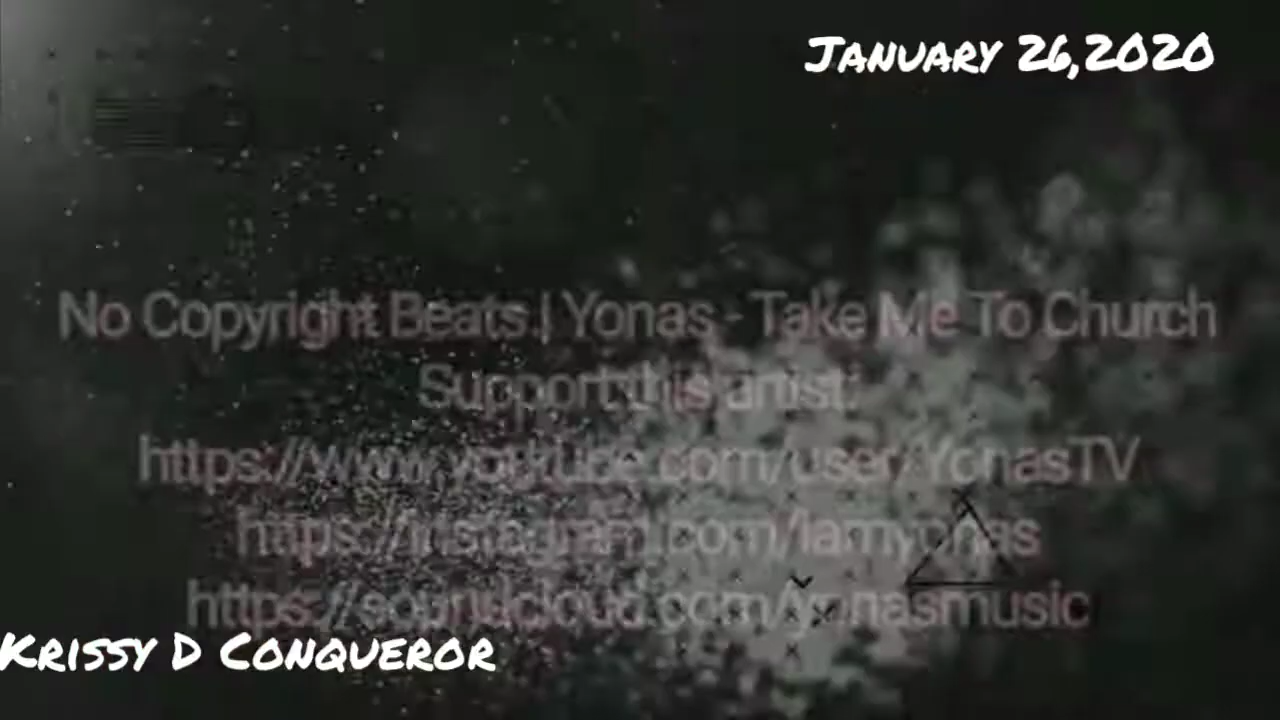 January 26,2020
No Copyright Beats | Yonas - Take Me To Church
Support this artist:
https://www.youtube.com/user/YonasTV
https://instagram.com/iamyonas
https://soundcloud.com/yonasmusic
Krissy D Conqueror